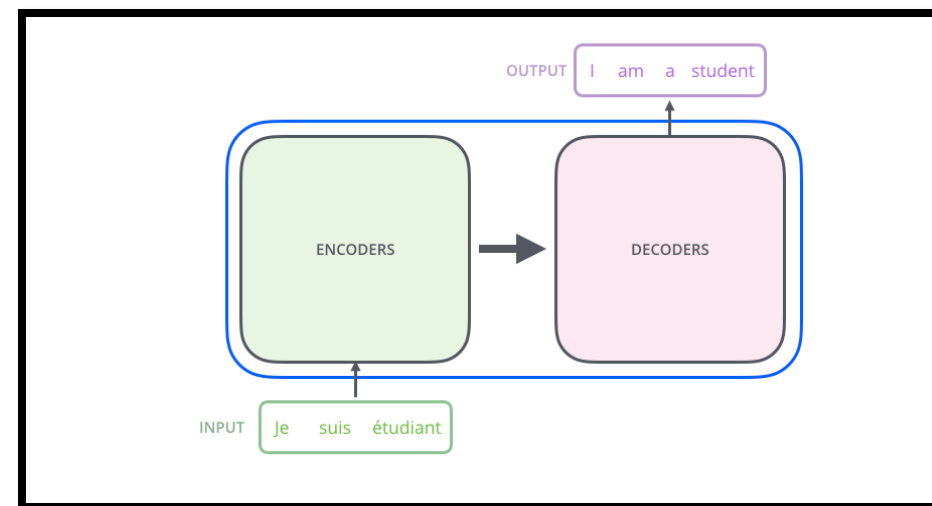 OUTPUT I am a student
ENCODERS DECODERS
INPUT Je suis étudiant